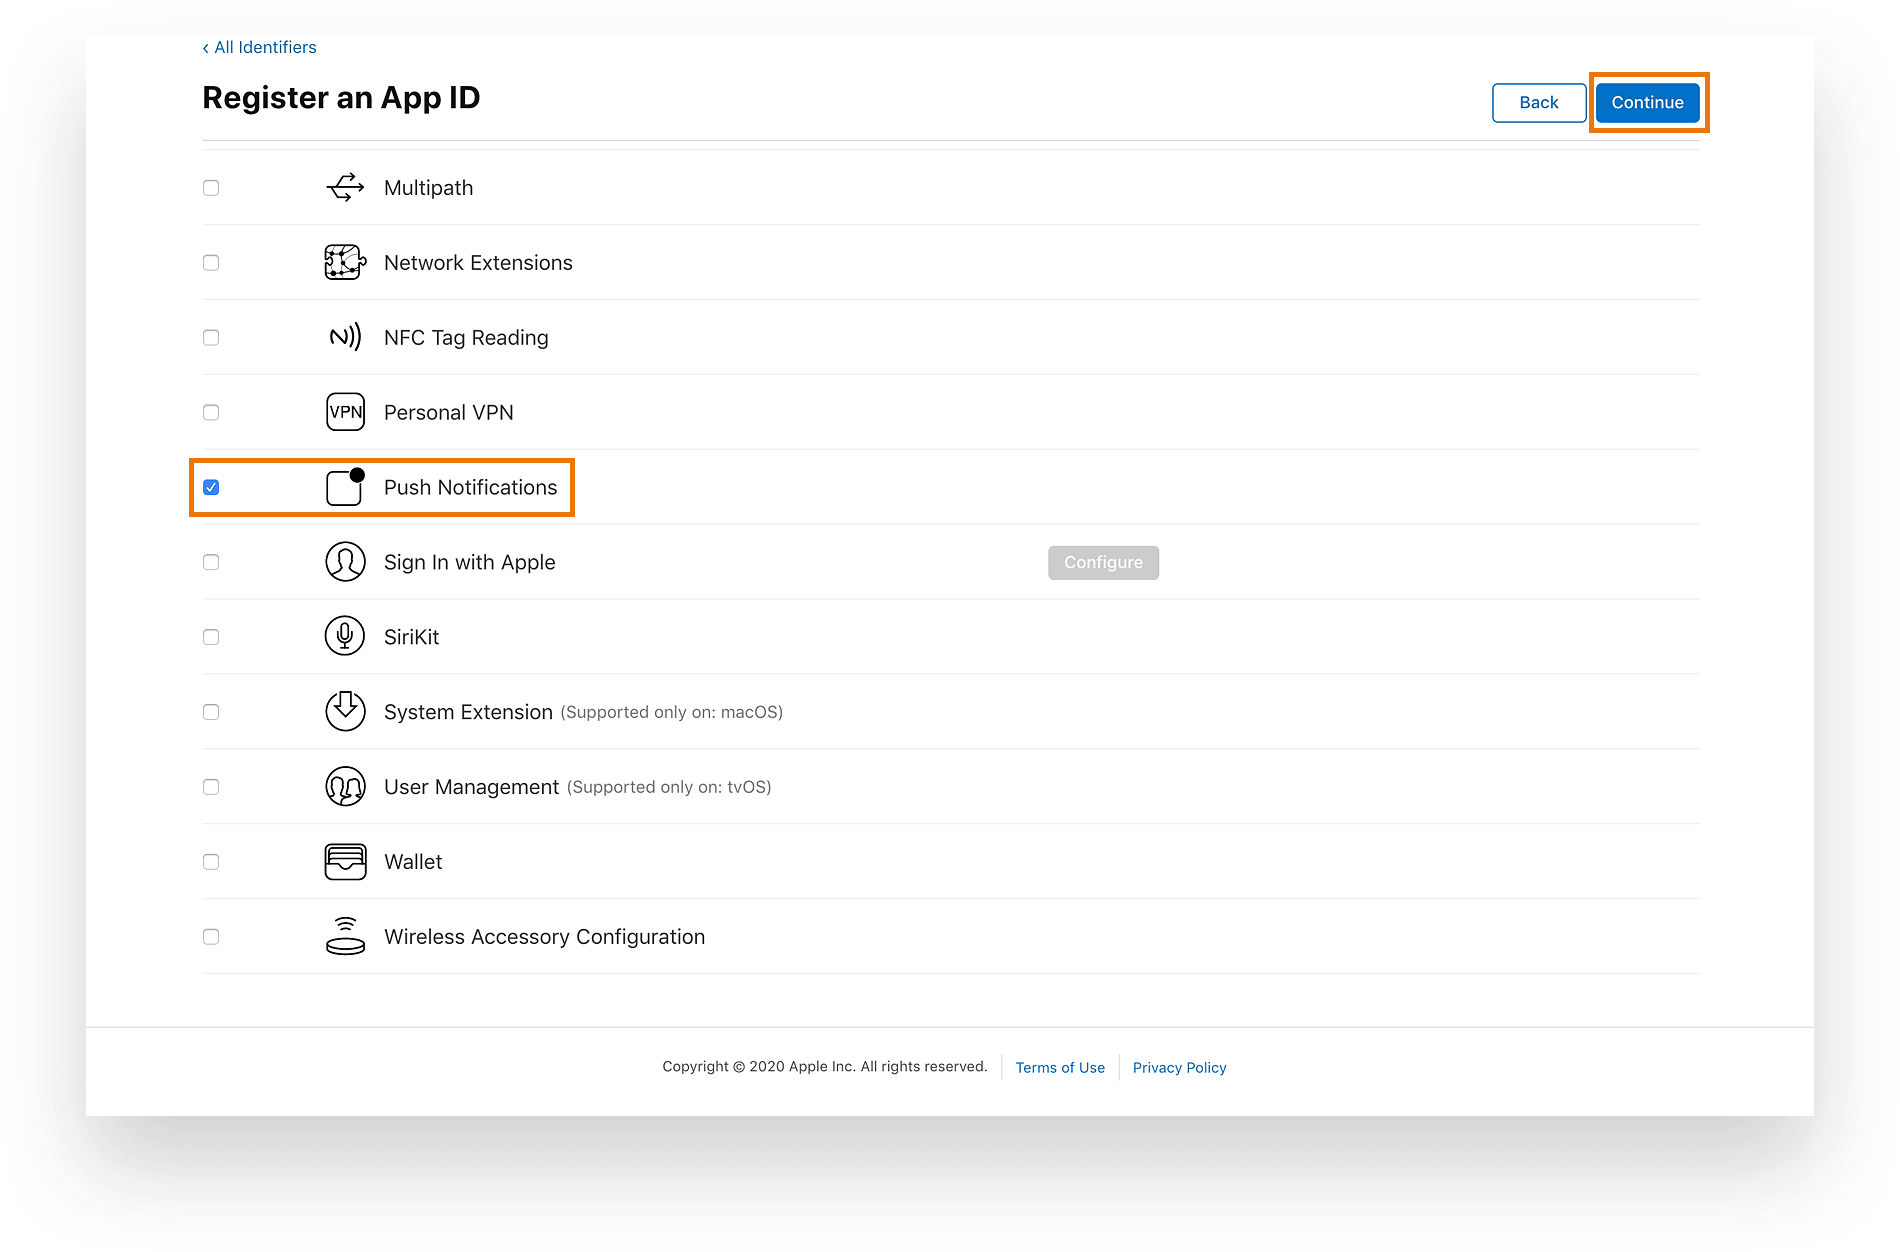 ‹ All Identifiers
Register an App ID
Back
Continue
Multipath
Network Extensions
NFC Tag Reading
VPN
Personal VPN
Push Notifications
Sign In with Apple
Configure
SiriKit
System Extension (Supported only on: macOS)
User Management (Supported only on: tvOS)
Wallet
Wireless Accessory Configuration
Copyright © 2020 Apple Inc. All rights reserved. Terms of Use Privacy Policy